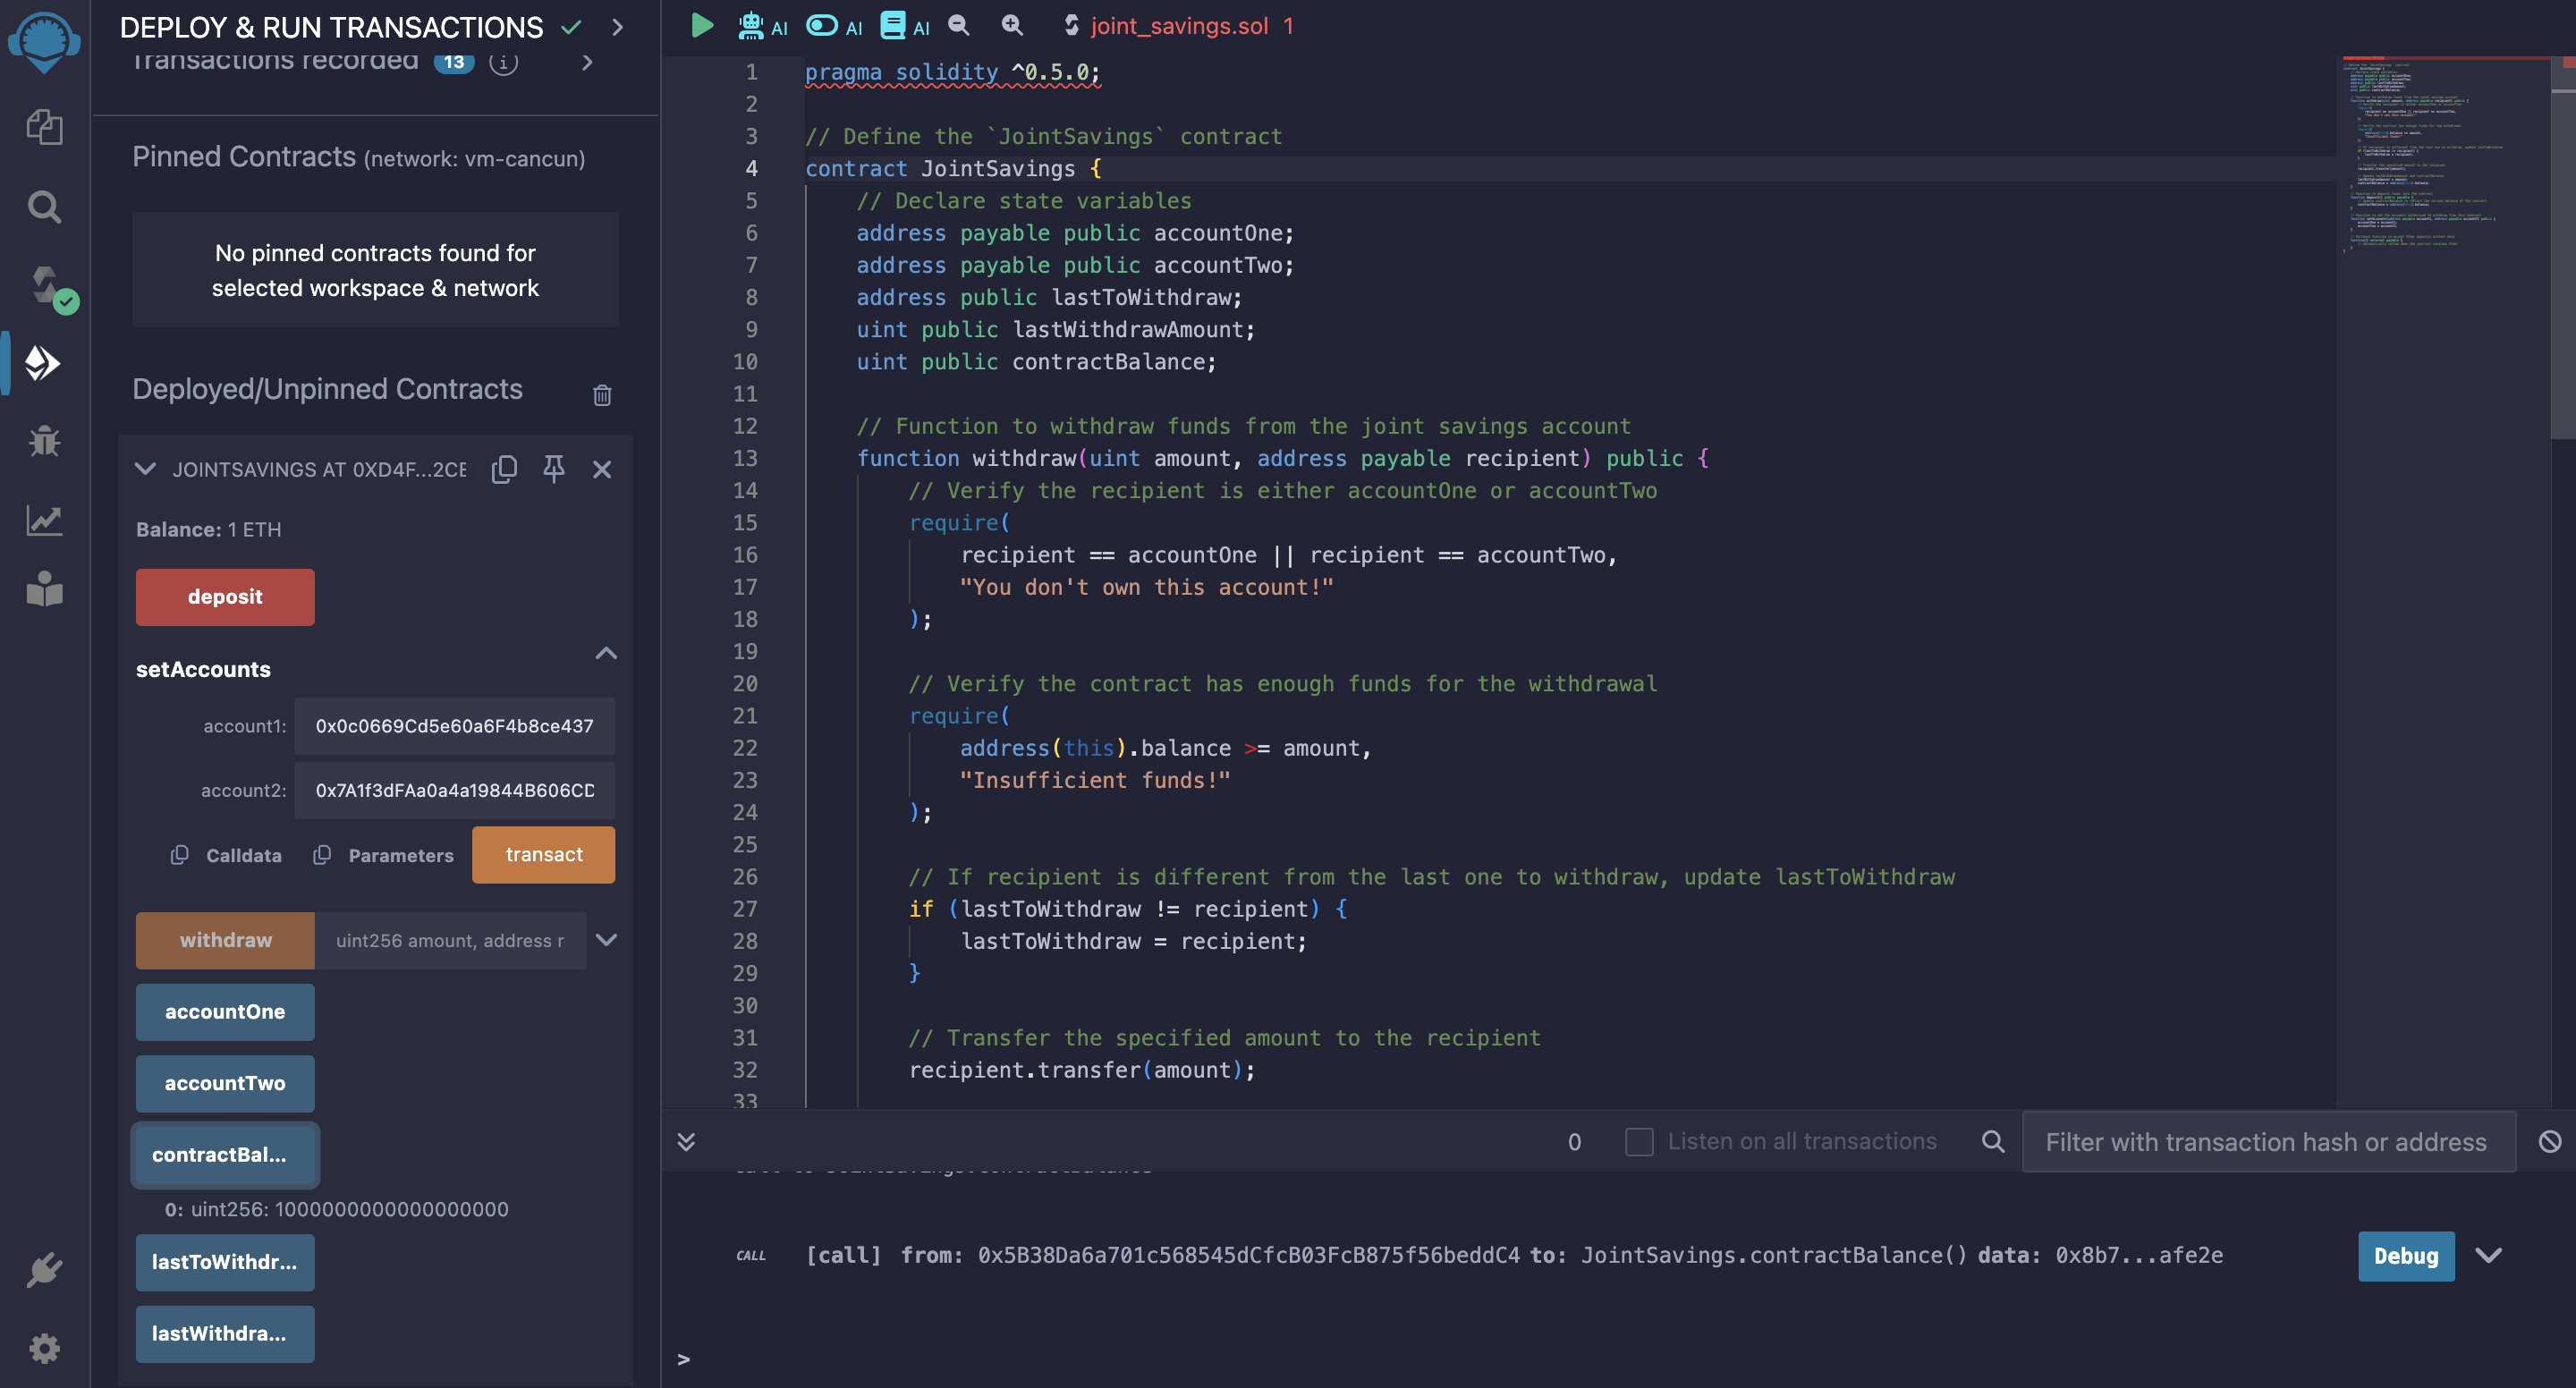 DEPLOY & RUN TRANSACTIONS
Transactions recorded 13 i
Pinned Contracts (network: vm-cancun)
No pinned contracts found for
selected workspace & network
Deployed/Unpinned Contracts
JOINTSAVINGS AT 0XD4F...2CE
Balance: 1 ETH
deposit
setAccounts
account1: 0x0c0669Cd5e60a6F4b8ce437
account2: 0x7A1f3dFAa0a4a19844B606CD
Calldata Parameters transact
withdraw uint256 amount, address r
accountOne
accountTwo
contractBal...
0: uint256: 1000000000000000000
lastToWithdr...
lastWithdra...
AI AI AI joint_savings.sol 1
1 pragma solidity ^0.5.0;
2
3 // Define the `JointSavings` contract
4 contract JointSavings {
5 // Declare state variables
6 address payable public accountOne;
7 address payable public accountTwo;
8 address public lastToWithdraw;
9 uint public lastWithdrawAmount;
10 uint public contractBalance;
11
12 // Function to withdraw funds from the joint savings account
13 function withdraw(uint amount, address payable recipient) public {
14 // Verify the recipient is either accountOne or accountTwo
15 require(
16 recipient == accountOne || recipient == accountTwo,
17 "You don't own this account!"
18 );
19
20 // Verify the contract has enough funds for the withdrawal
21 require(
22 address(this).balance >= amount,
23 "Insufficient funds!"
24 );
25
26 // If recipient is different from the last one to withdraw, update lastToWithdraw
27 if (lastToWithdraw != recipient) {
28 lastToWithdraw = recipient;
29 }
30
31 // Transfer the specified amount to the recipient
32 recipient.transfer(amount);
33
0 Listen on all transactions Filter with transaction hash or address
call to JointSavings.contractBalance
CALL [call] from: 0x5B38Da6a701c568545dCfcB03FcB875f56beddC4 to: JointSavings.contractBalance() data: 0x8b7...afe2e Debug
>